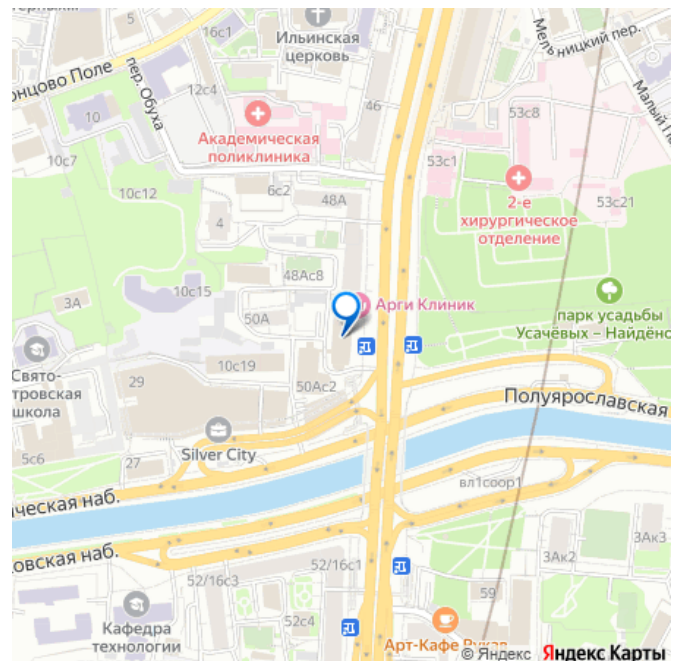 5
16с1
Ильинская
церковь
Мельницкий пер.
Малый
пер. Обуха
12с4
46
53с8
10
Академическая
поликлиника
53с1
10с7
10с12
6с2
48А
2-е
хирургическое
отделение
53с21
4
48Ас8
3А
10с15
50А
Арги Клиник
парк усадьбы
Усачёвых – Найдёно
Свято-
тровская
школа
29
10с19
50Ас2
Полуярославская
Silver City
5с6
27
вл1соор1
ическая наб.
овская наб.
52/16с1
52/16с3
3Ак2
3Ак3
59
Кафедра
технологии
52с4
Арт-Кафе Рукав
© Яндекс Яндекс Карты